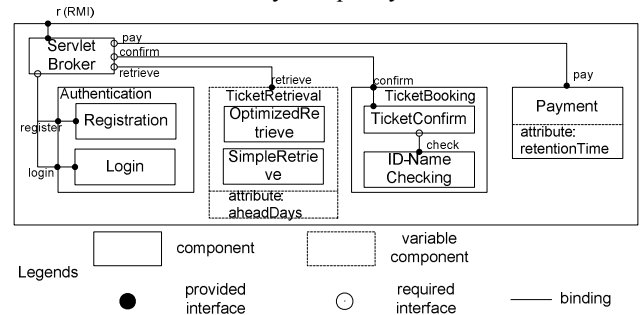 r (RMI)
Servlet
Broker
pay
confirm
retrieve
retrieve
confirm
pay
Authentication
Registration
register
Login
login
TicketRetrieval
OptimizedRe
trieve
SimpleRetrie
ve
attribute:
aheadDays
TicketBooking
TicketConfirm
check
ID-Name
Checking
Payment
attribute:
retentionTime
Legends
component
variable
component
provided
interface
required
interface
binding